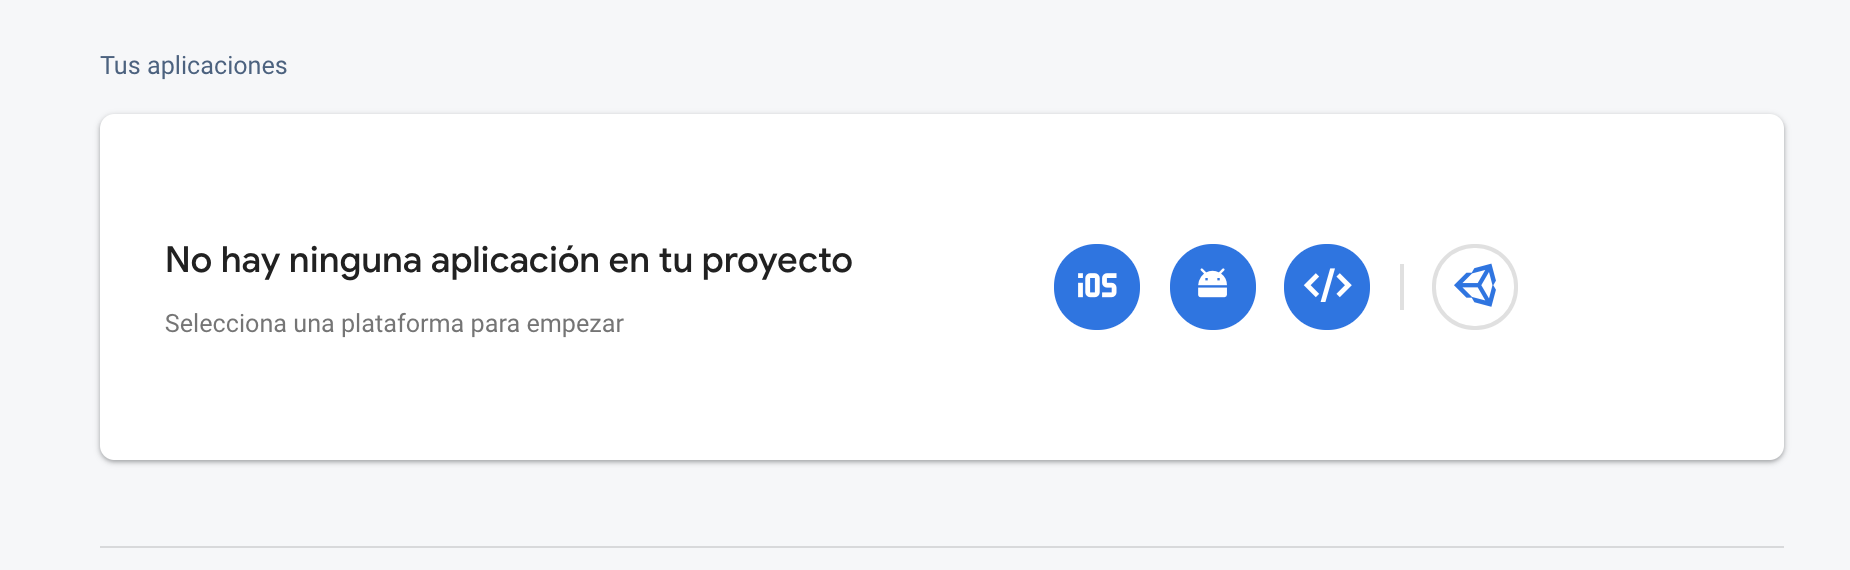 Tus aplicaciones
No hay ninguna aplicación en tu proyecto
Selecciona una plataforma para empezar
iOS
</>